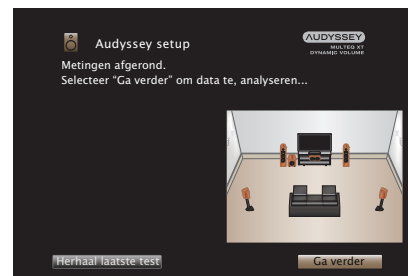 Audyssey setup
AUDYSSEY
MULTEQ XT
DYNAMIC VOLUME
Metingen afgerond.
Selecteer “Ga verder” om data te, analyseren...
Herhaal laatste test
Ga verder